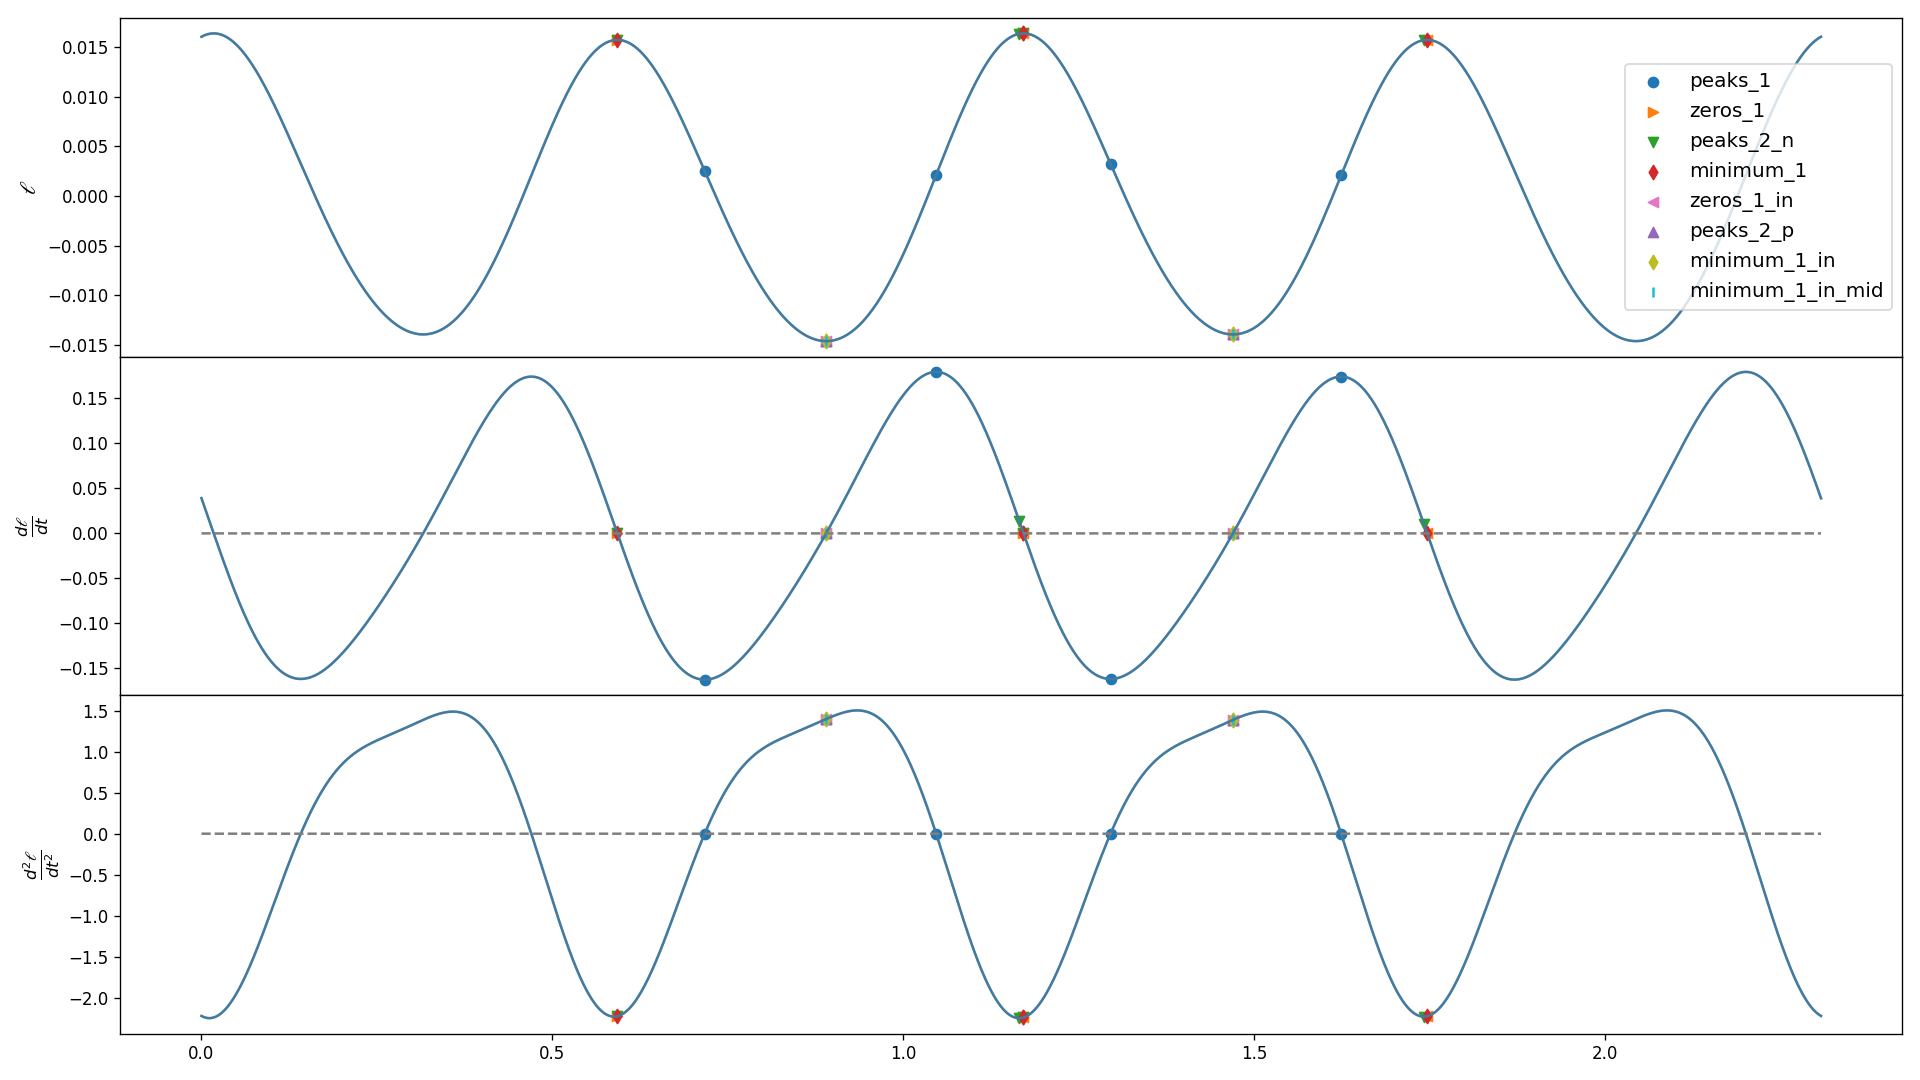 0.015
0.010
0.005
0.000
−0.005
−0.010
−0.015
ℓ
peaks_1
zeros_1
peaks_2_n
minimum_1
zeros_1_in
peaks_2_p
minimum_1_in
minimum_1_in_mid
0.15
0.10
0.05
0.00
−0.05
−0.10
−0.15
dℓ
dt
1.5
1.0
0.5
0.0
−0.5
−1.0
−1.5
−2.0
d²ℓ
dt²
0.0 0.5 1.0 1.5 2.0